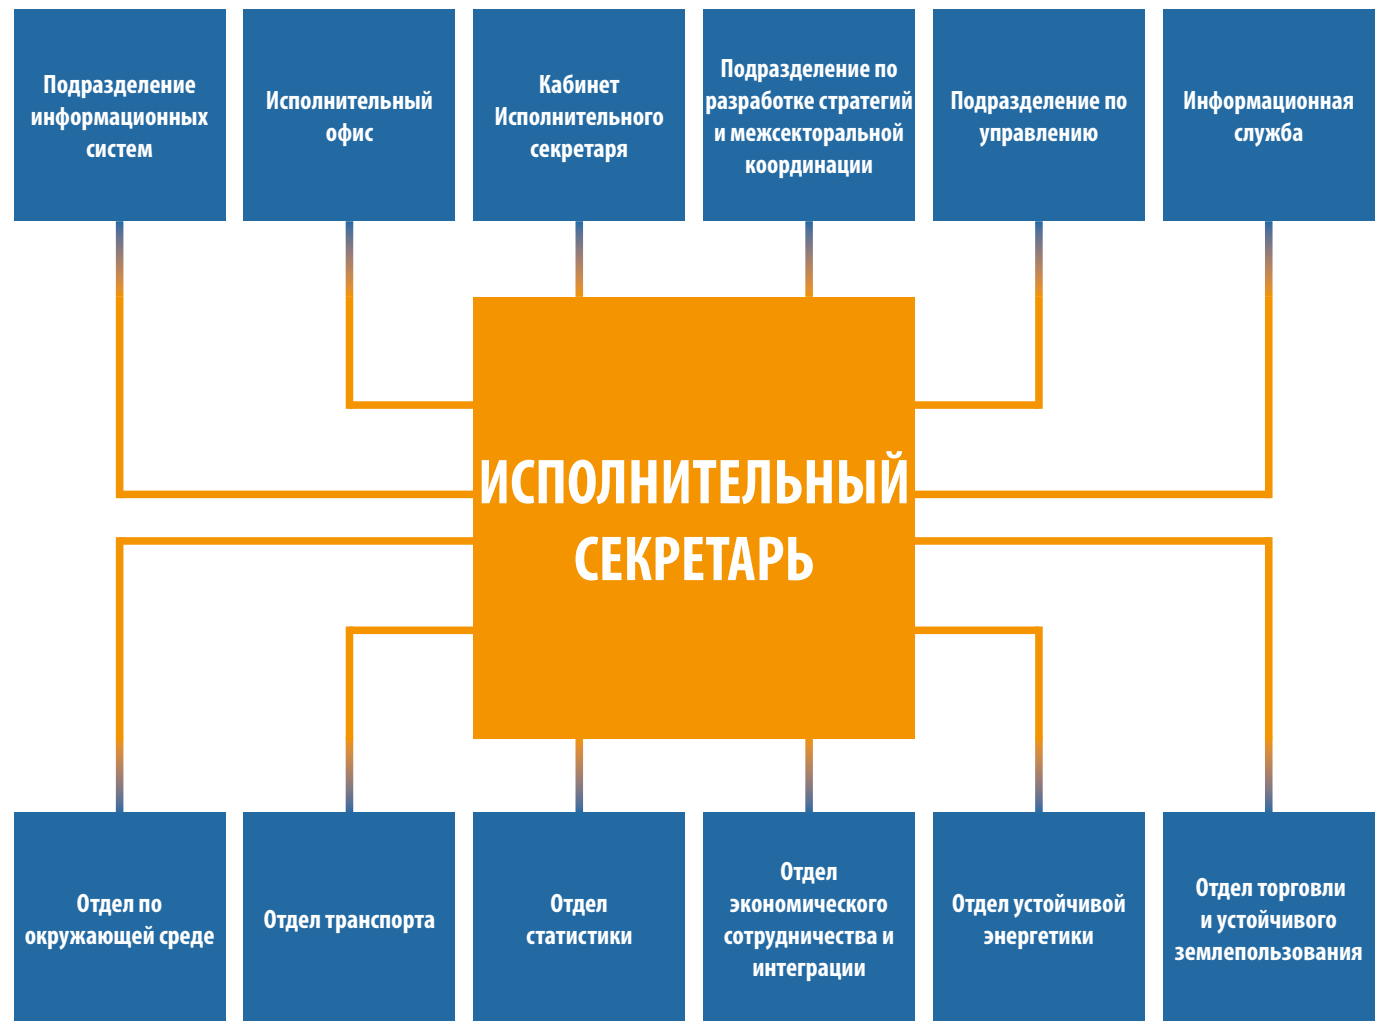 Подразделение
информационных
систем
Исполнительный
офис
Кабинет
Исполнительного
секретаря
Подразделение по
разработке стратегий
и межсекторальной
координации
Подразделение по
управлению
Информационная
служба
ИСПОЛНИТЕЛЬНЫЙ
СЕКРЕТАРЬ
Отдел по
окружающей среде
Отдел транспорта
Отдел
статистики
Отдел
экономического
сотрудничества и
интеграции
Отдел устойчивой
энергетики
Отдел торговли
и устойчивого
землепользования